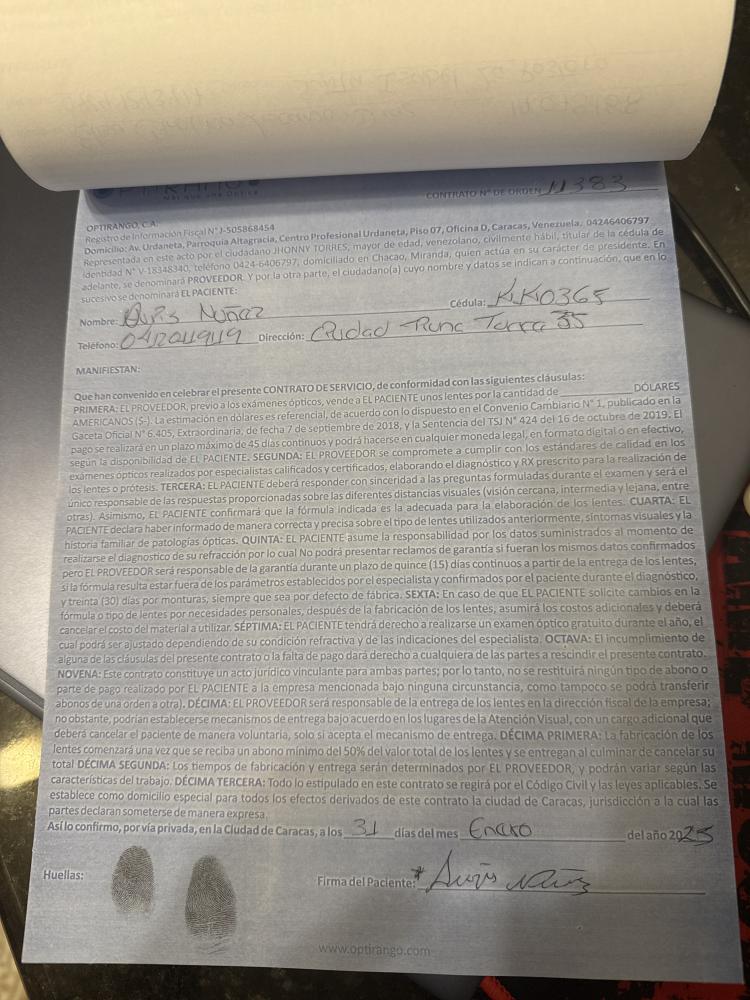 CONTRATO N° DE ORDEN 11383
OPTIRANGO, C.A.
Registro de Información Fiscal N° J-505868454
Domicilio: Av. Urdaneta, Parroquia Altagracia, Centro Profesional Urdaneta, Piso 07, Oficina D, Caracas, Venezuela, 04246406797
Representada en este acto por el ciudadano JHONNY TORRES, mayor de edad, venezolano, civilmente hábil, titular de la cédula de
identidad N° V-18348340, teléfono 0424-6406797, domiciliado en Chacao, Miranda, quien actúa en su carácter de presidente. En
adelante, se denominará PROVEEDOR. Y por la otra parte, el ciudadano(a) cuyo nombre y datos se indican a continuación, que en lo
sucesivo se denominará EL PACIENTE:
Nombre: Nuñez Cédula:
Teléfono: Dirección: Ciudad Tiuna Torre 35
MANIFIESTAN:
Que han convenido en celebrar el presente CONTRATO DE SERVICIO, de conformidad con las siguientes cláusulas:
PRIMERA: EL PROVEEDOR, previo a los exámenes ópticos, vende a EL PACIENTE unos lentes por la cantidad de ____________ DÓLARES
AMERICANOS ($-). La estimación en dólares es referencial, de acuerdo con lo dispuesto en el Convenio Cambiario N° 1, publicado en la
Gaceta Oficial N° 6.405, Extraordinaria, de fecha 7 de septiembre de 2018, y la Sentencia del TSJ N° 424 del 16 de octubre de 2019. El
pago se realizará en un plazo máximo de 45 días continuos y podrá hacerse en cualquier moneda legal, en formato digital o en efectivo,
según la disponibilidad de EL PACIENTE. SEGUNDA: EL PROVEEDOR se compromete a cumplir con los estándares de calidad en los
exámenes ópticos realizados por especialistas calificados y certificados, elaborando el diagnóstico y RX prescrito para la realización de
los lentes o prótesis. TERCERA: EL PACIENTE deberá responder con sinceridad a las preguntas formuladas durante el examen y será el
único responsable de las respuestas proporcionadas sobre las diferentes distancias visuales (visión cercana, intermedia y lejana, entre
otras). Asimismo, EL PACIENTE confirmará que la fórmula indicada es la adecuada para la elaboración de los lentes. CUARTA: EL
PACIENTE declara haber informado de manera correcta y precisa sobre el tipo de lentes utilizados anteriormente, síntomas visuales y la
historia familiar de patologías ópticas. QUINTA: EL PACIENTE asume la responsabilidad por los datos suministrados al momento de
realizarse el diagnostico de su refracción por lo cual No podrá presentar reclamos de garantía si fueran los mismos datos confirmados
pero EL PROVEEDOR será responsable de la garantía durante un plazo de quince (15) días continuos a partir de la entrega de los lentes,
si la fórmula resulta estar fuera de los parámetros establecidos por el especialista y confirmados por el paciente durante el diagnóstico,
y treinta (30) días por monturas, siempre que sea por defecto de fábrica. SEXTA: En caso de que EL PACIENTE solicite cambios en la
fórmula o tipo de lentes por necesidades personales, después de la fabricación de los lentes, asumirá los costos adicionales y deberá
cancelar el costo del material a utilizar. SÉPTIMA: EL PACIENTE tendrá derecho a realizarse un examen óptico gratuito durante el año, el
cual podrá ser ajustado dependiendo de su condición refractiva y de las indicaciones del especialista. OCTAVA: El incumplimiento de
alguna de las cláusulas del presente contrato o la falta de pago dará derecho a cualquiera de las partes a rescindir el presente contrato.
NOVENA: Este contrato constituye un acto jurídico vinculante para ambas partes; por lo tanto, no se restituirá ningún tipo de abono o
parte de pago realizado por EL PACIENTE a la empresa mencionada bajo ninguna circunstancia, como tampoco se podrá transferir
abonos de una orden a otra). DÉCIMA: EL PROVEEDOR será responsable de la entrega de los lentes en la dirección fiscal de la empresa;
no obstante, podrían establecerse mecanismos de entrega bajo acuerdo en los lugares de la Atención Visual, con un cargo adicional que
deberá cancelar el paciente de manera voluntaria, solo si acepta el mecanismo de entrega. DÉCIMA PRIMERA: La fabricación de los
lentes comenzará una vez que se reciba un abono mínimo del 50% del valor total de los lentes y se entregan al culminar de cancelar su
total DÉCIMA SEGUNDA: Los tiempos de fabricación y entrega serán determinados por EL PROVEEDOR, y podrán variar según las
características del trabajo. DÉCIMA TERCERA: Todo lo estipulado en este contrato se regirá por el Código Civil y las leyes aplicables. Se
establece como domicilio especial para todos los efectos derivados de este contrato la ciudad de Caracas, jurisdicción a la cual las
partes declaran someterse de manera expresa.
Así lo confirmo, por vía privada, en la Ciudad de Caracas, a los 31 días del mes Enero del año 2025
Huellas:
Firma del Paciente:*
www.optirango.com